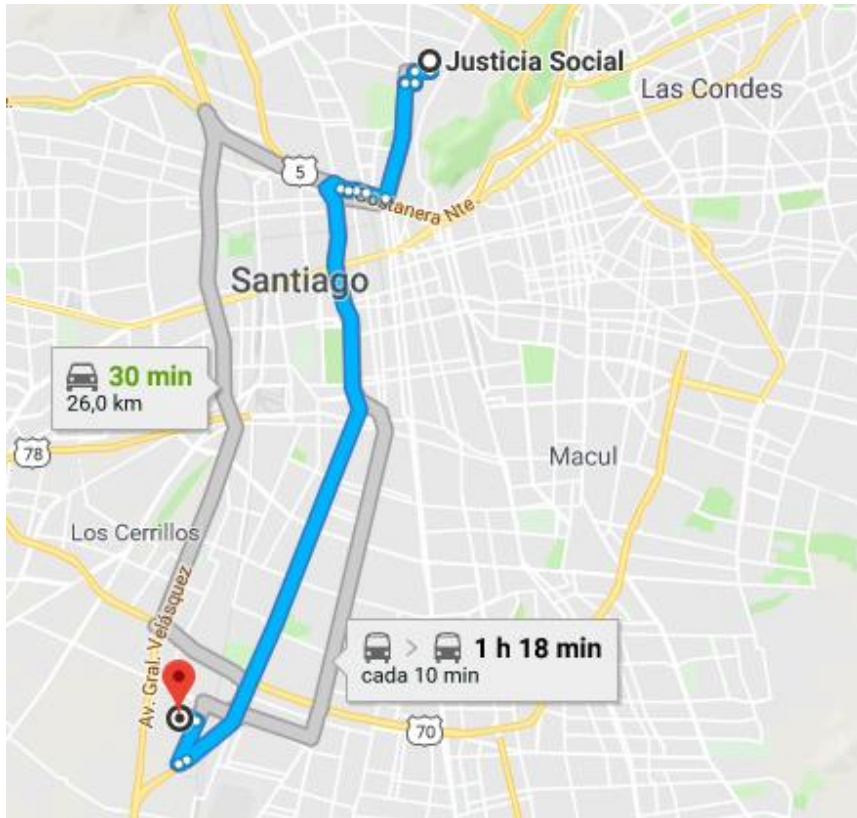 Justicia Social
Las Condes
5
Costanera Nte.
Santiago
30 min
26,0 km
78
Macul
Los Cerrillos
Av. Gral. Velásquez
1 h 18 min
cada 10 min
70